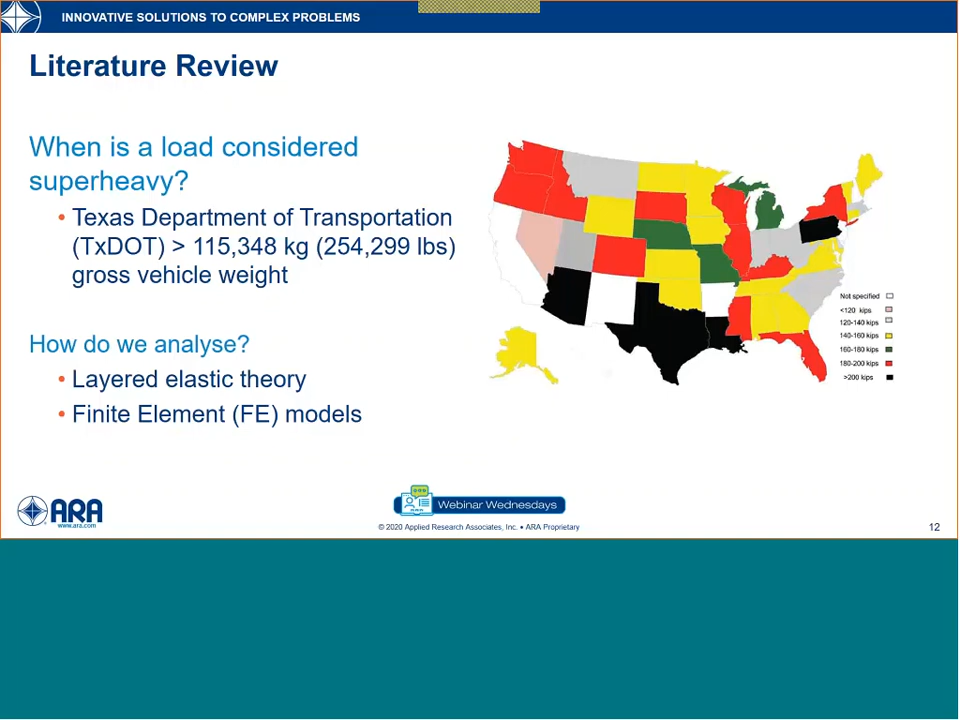 INNOVATIVE SOLUTIONS TO COMPLEX PROBLEMS
Literature Review
When is a load considered
superheavy?
• Texas Department of Transportation
(TxDOT) > 115,348 kg (254,299 lbs)
gross vehicle weight
How do we analyse?
• Layered elastic theory
• Finite Element (FE) models
Not specified
<120 kips
120-140 kips
140-160 kips
160-180 kips
180-200 kips
>200 kips
ARA
www.ara.com
Webinar Wednesdays
© 2020 Applied Research Associates, Inc. • ARA Proprietary
12